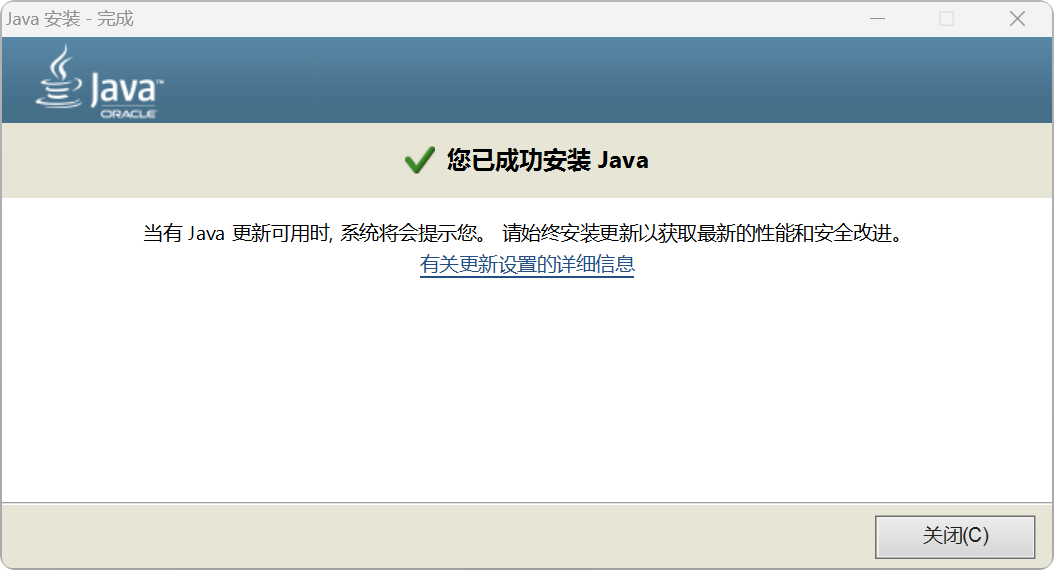 Java 安装 - 完成
Java™
ORACLE
您已成功安装 Java
当有 Java 更新可用时, 系统将会提示您。 请始终安装更新以获取最新的性能和安全改进。
有关更新设置的详细信息
关闭(C)